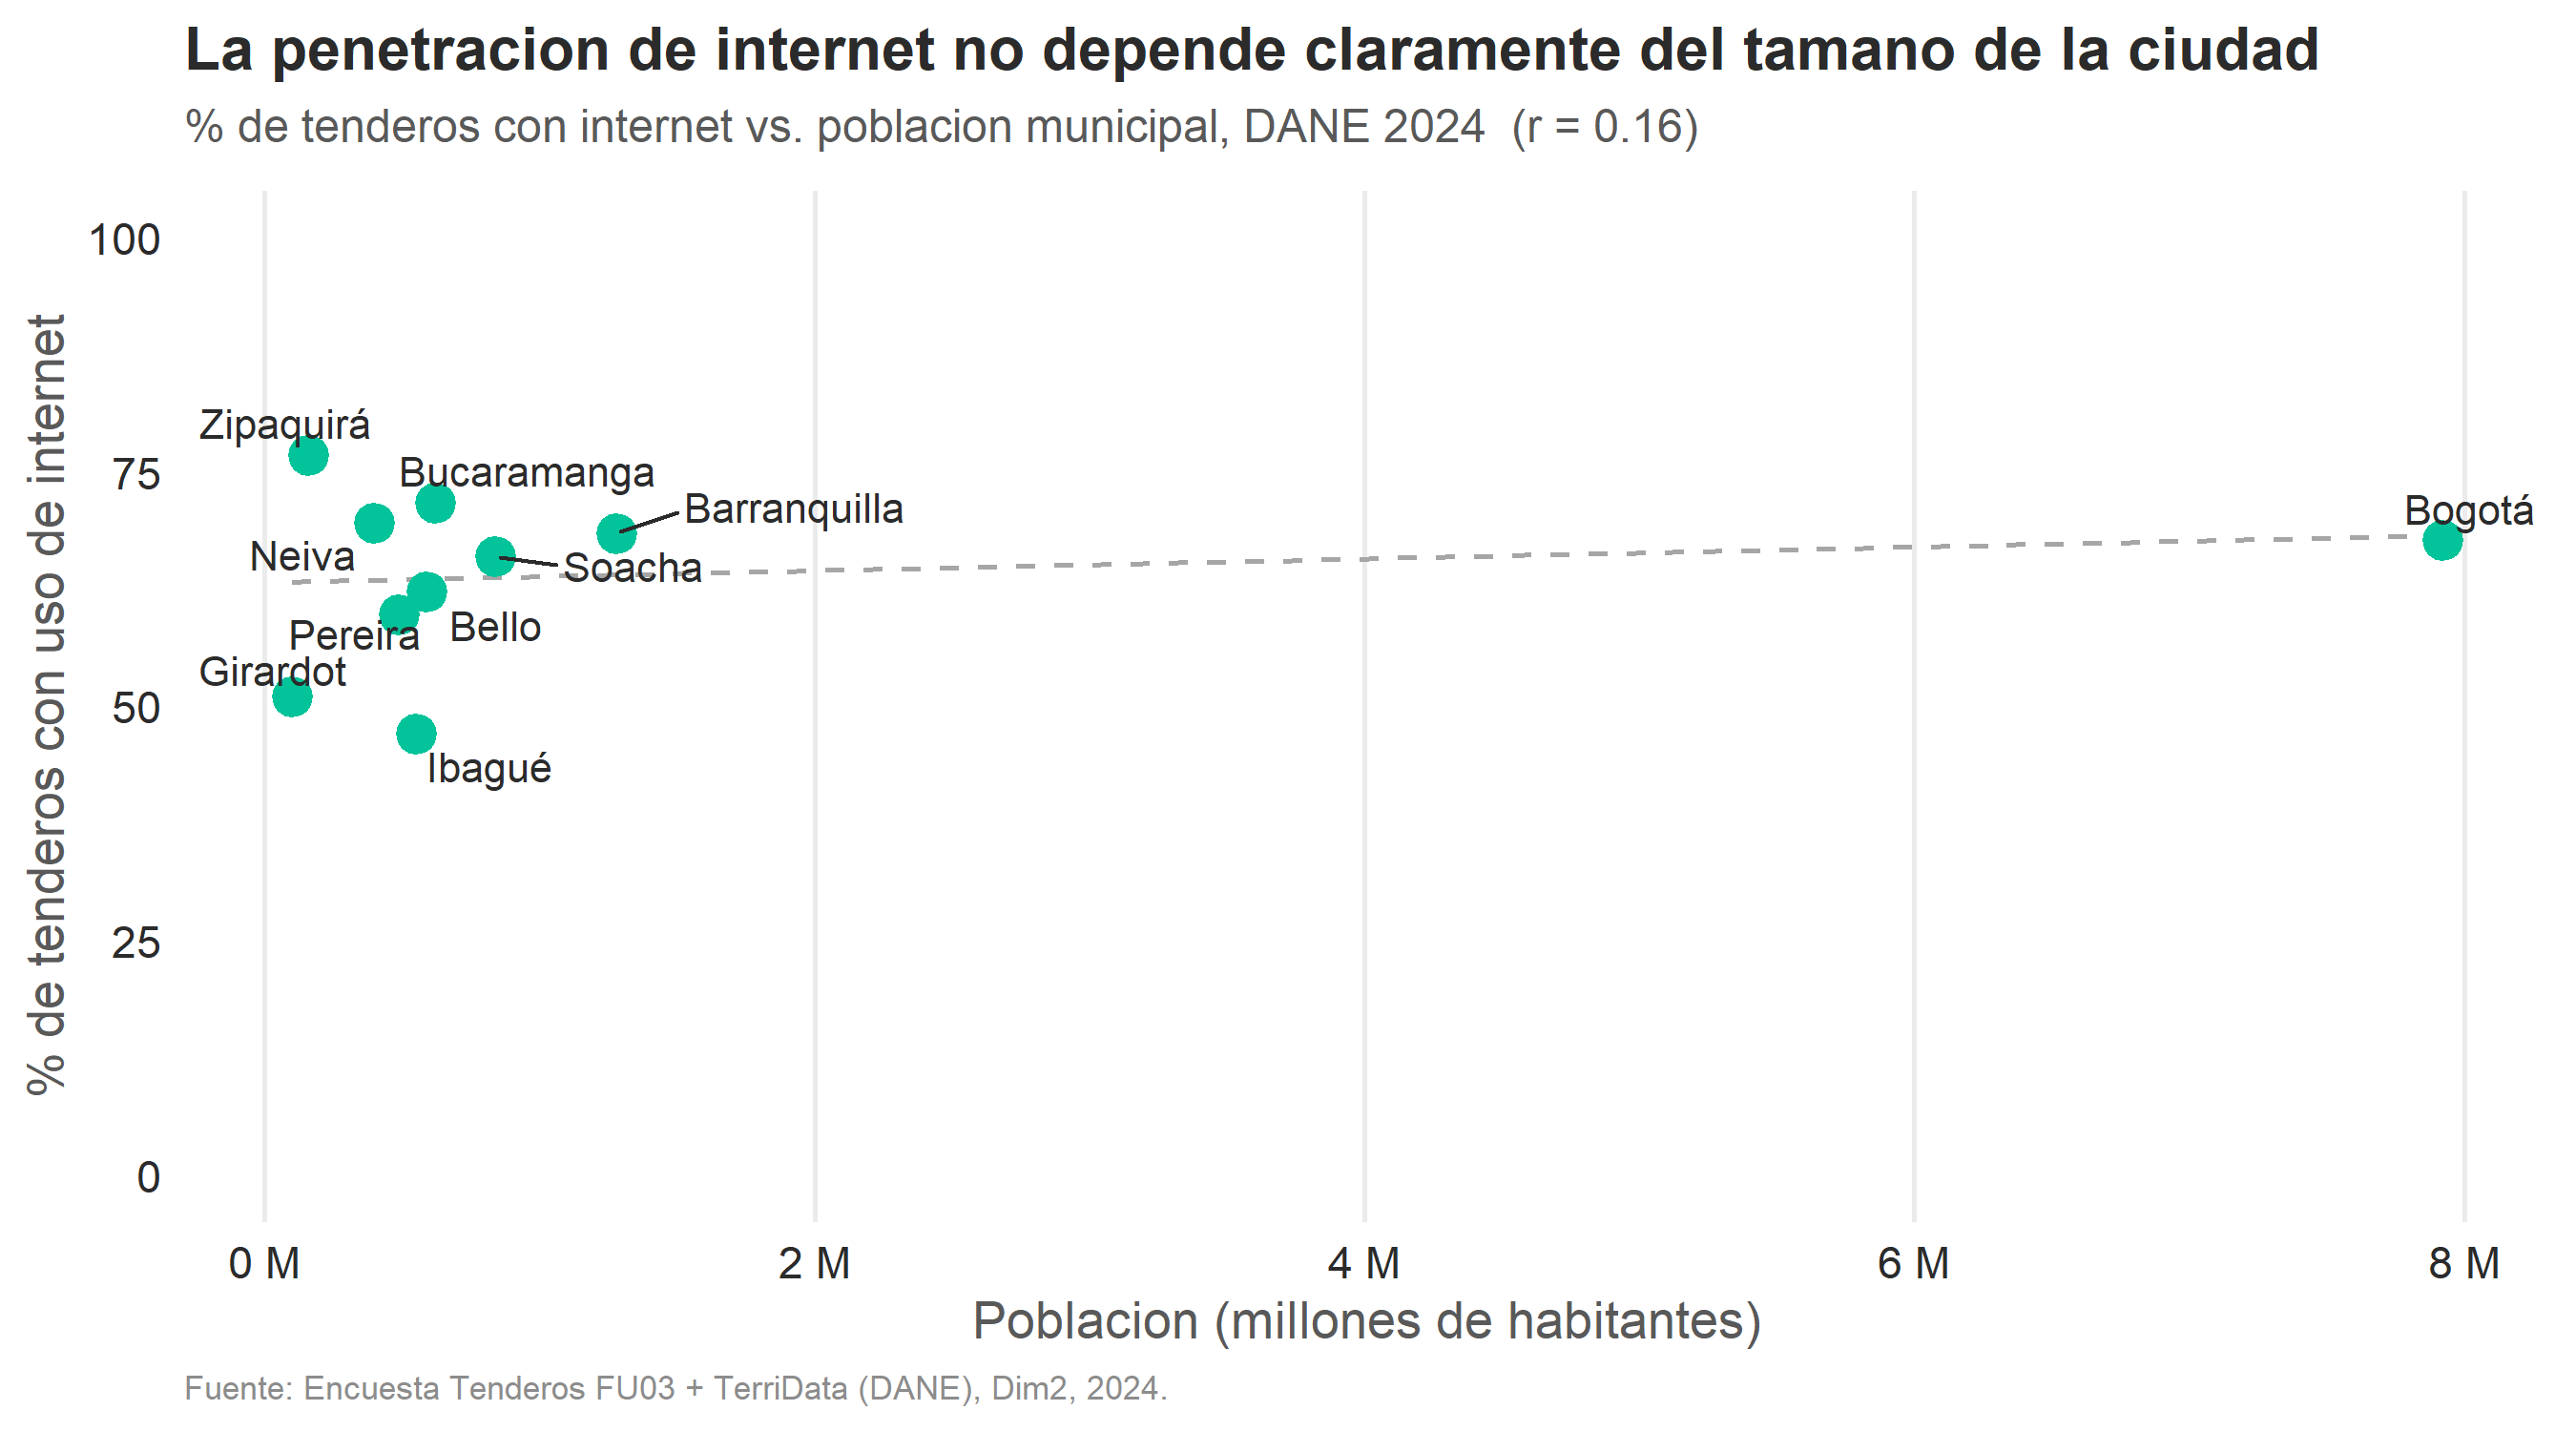 La penetracion de internet no depende claramente del tamano de la ciudad
% de tenderos con internet vs. poblacion municipal, DANE 2024 (r = 0.16)
% de tenderos con uso de internet
100
75
50
25
0
Zipaquirá
Bucaramanga
Barranquilla
Bogotá
Neiva
Soacha
Pereira
Bello
Girardot
Ibagué
0 M
2 M
4 M
6 M
8 M
Poblacion (millones de habitantes)
Fuente: Encuesta Tenderos FU03 + TerriData (DANE), Dim2, 2024.